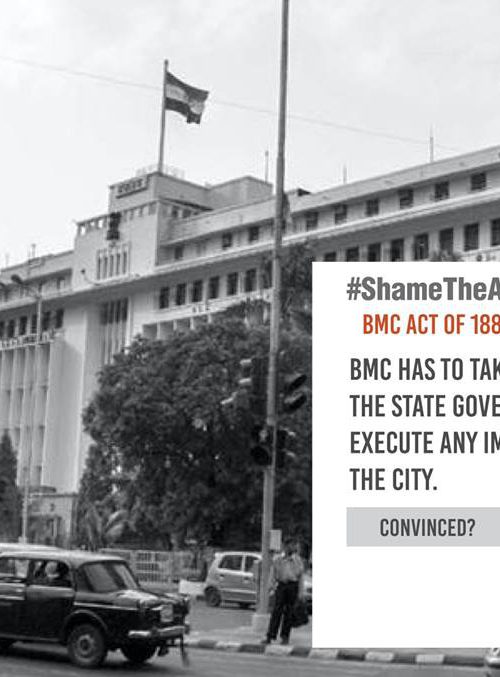 #ShameTheA
BMC ACT OF 188
BMC HAS TO TAK
THE STATE GOVE
EXECUTE ANY IM
THE CITY.
CONVINCED?